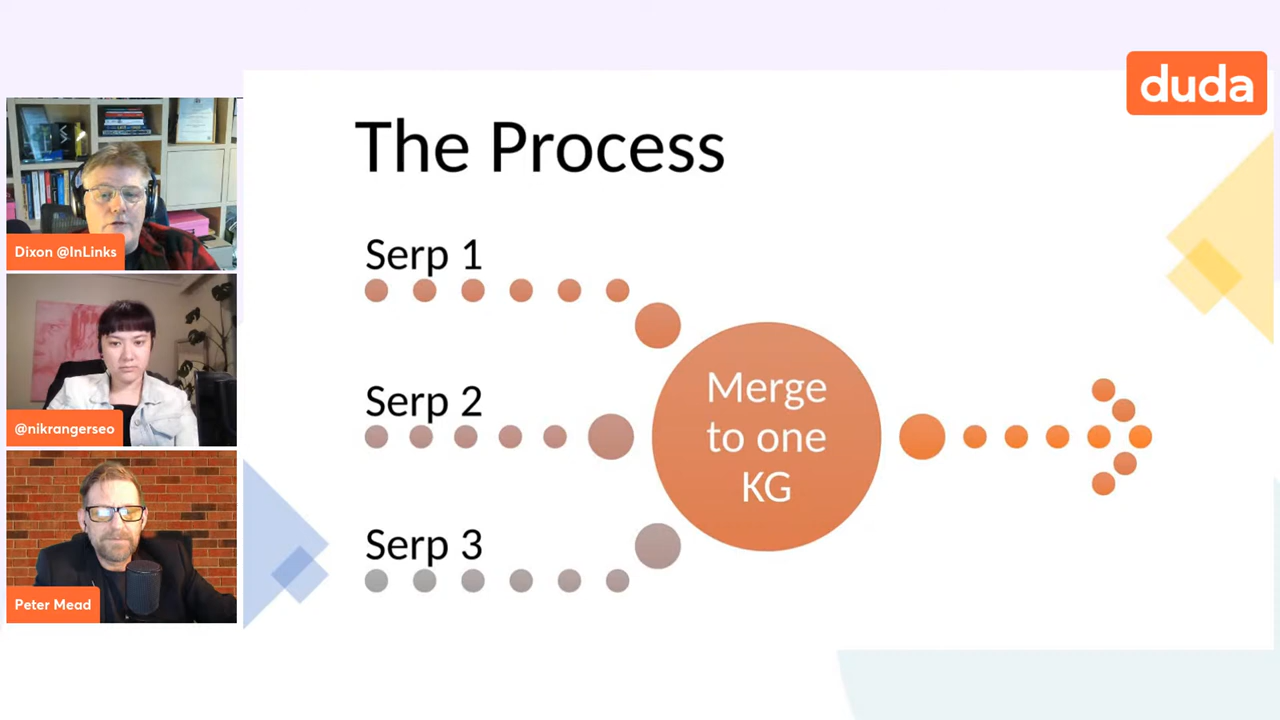 duda
The Process
Dixon @InLinks
Serp 1
@nikrangerseo
Serp 2
Merge
to one
KG
Serp 3
Peter Mead